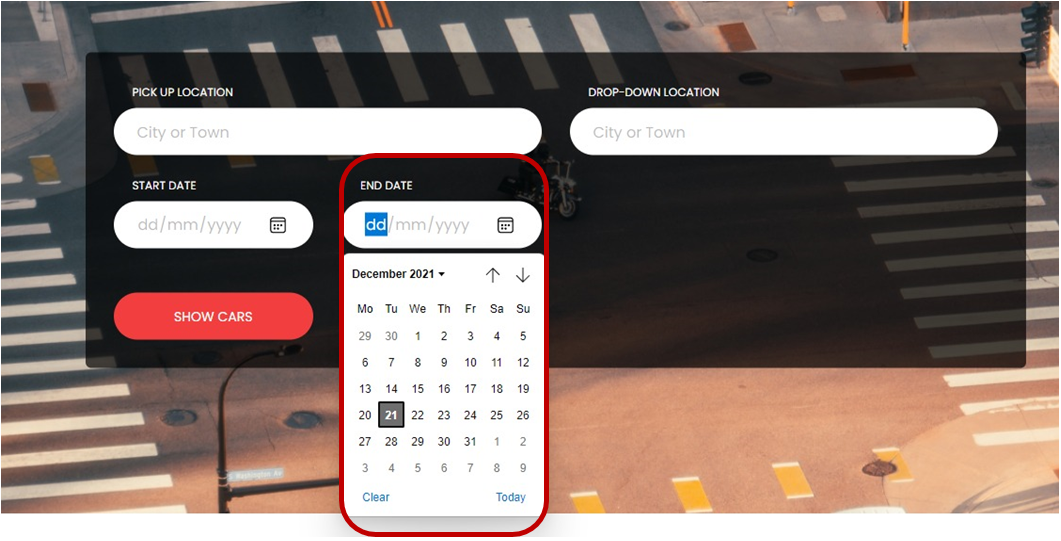 PICK UP LOCATION
DROP-DOWN LOCATION
City or Town
City or Town
START DATE
END DATE
dd/mm/yyyy
dd/mm/yyyy
December 2021
Mo Tu We Th Fr Sa Su
SHOW CARS
29 30 1 2 3 4 5
6 7 8 9 10 11 12
13 14 15 16 17 18 19
20 21 22 23 24 25 26
27 28 29 30 31 1 2
3 4 5 6 7 8 9
Clear
Today